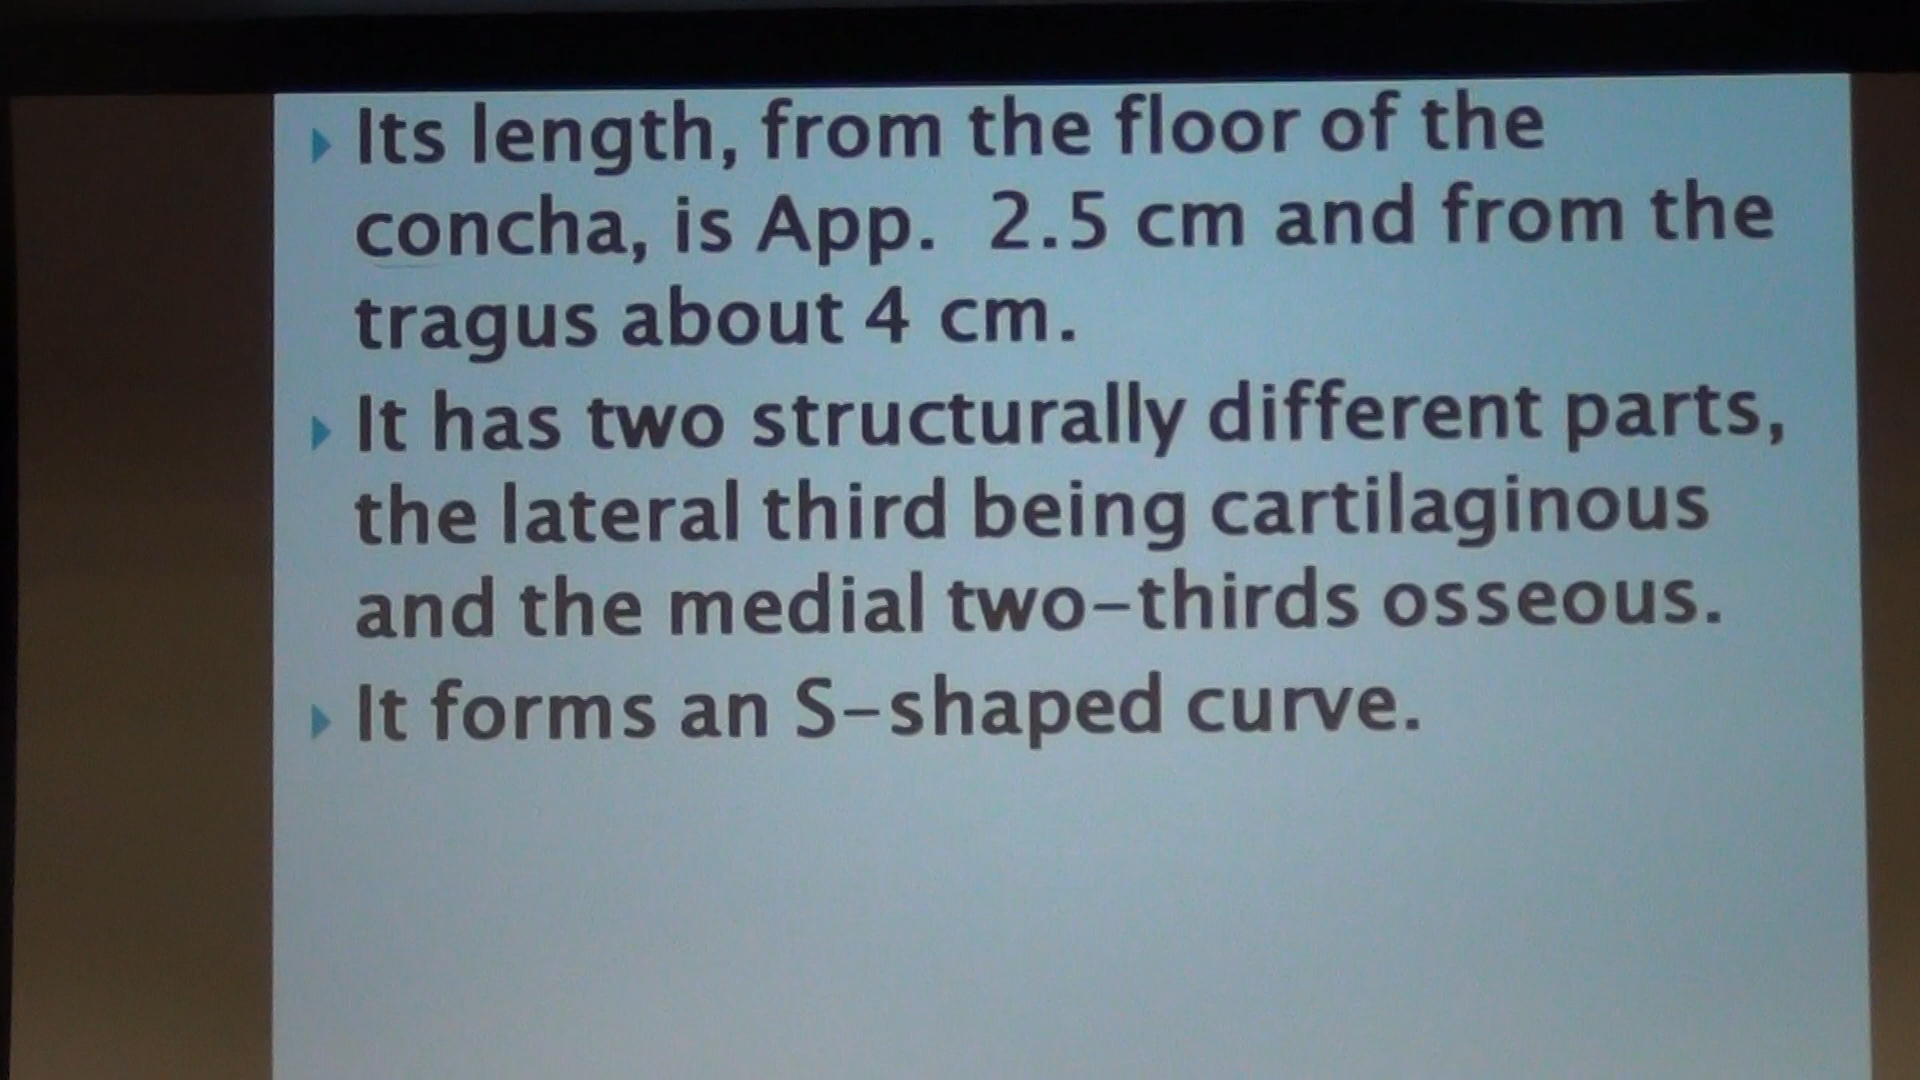 Its length, from the floor of the
concha, is App. 2.5 cm and from the
tragus about 4 cm.
It has two structurally different parts,
the lateral third being cartilaginous
and the medial two-thirds osseous.
It forms an S-shaped curve.